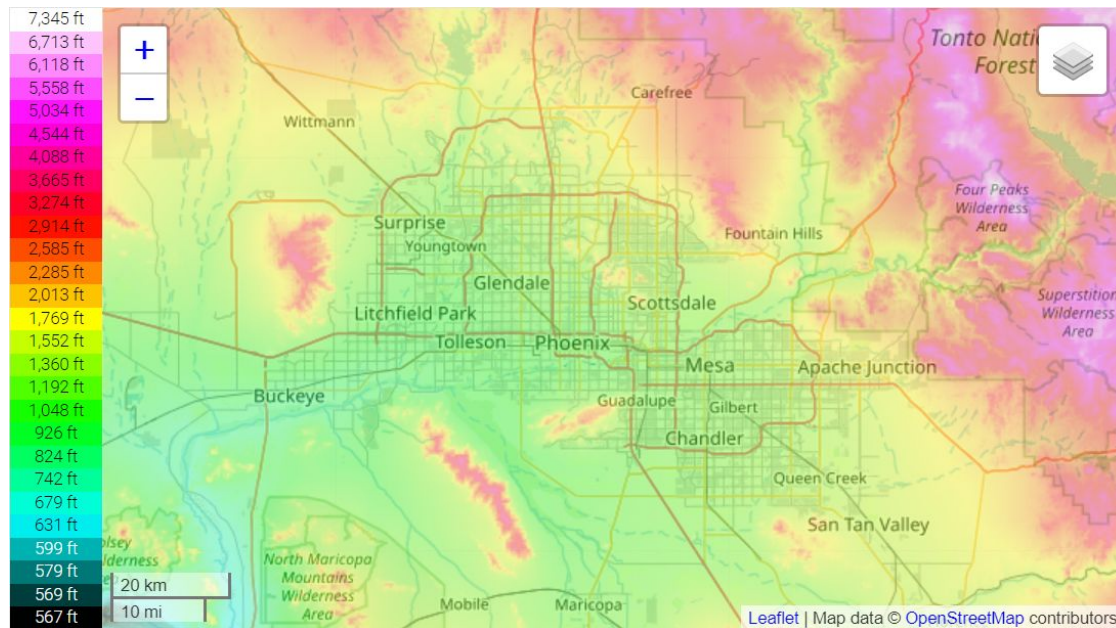 7,345 ft
6,713 ft
6,118 ft
5,558 ft
5,034 ft
4,544 ft
4,088 ft
3,665 ft
3,274 ft
2,914 ft
2,585 ft
2,285 ft
2,013 ft
1,769 ft
1,552 ft
1,360 ft
1,192 ft
1,048 ft
926 ft
824 ft
742 ft
679 ft
631 ft
599 ft
579 ft
569 ft
567 ft
+
−
Tonto
Forest
Carefree
Wittmann
Four Peaks
Wilderness
Area
Surprise
Fountain Hills
Youngtown
Glendale
Superstition
Wilderness
Area
Scottsdale
Litchfield Park
Tolleson
Phoenix
Mesa
Apache Junction
Buckeye
Guadalupe
Gilbert
Chandler
Queen Creek
San Tan Valley
Area
North Maricopa
Mountains
Wilderness
Area
20 km
10 mi
Mobile
Maricopa
Leaflet | Map data © OpenStreetMap contributors